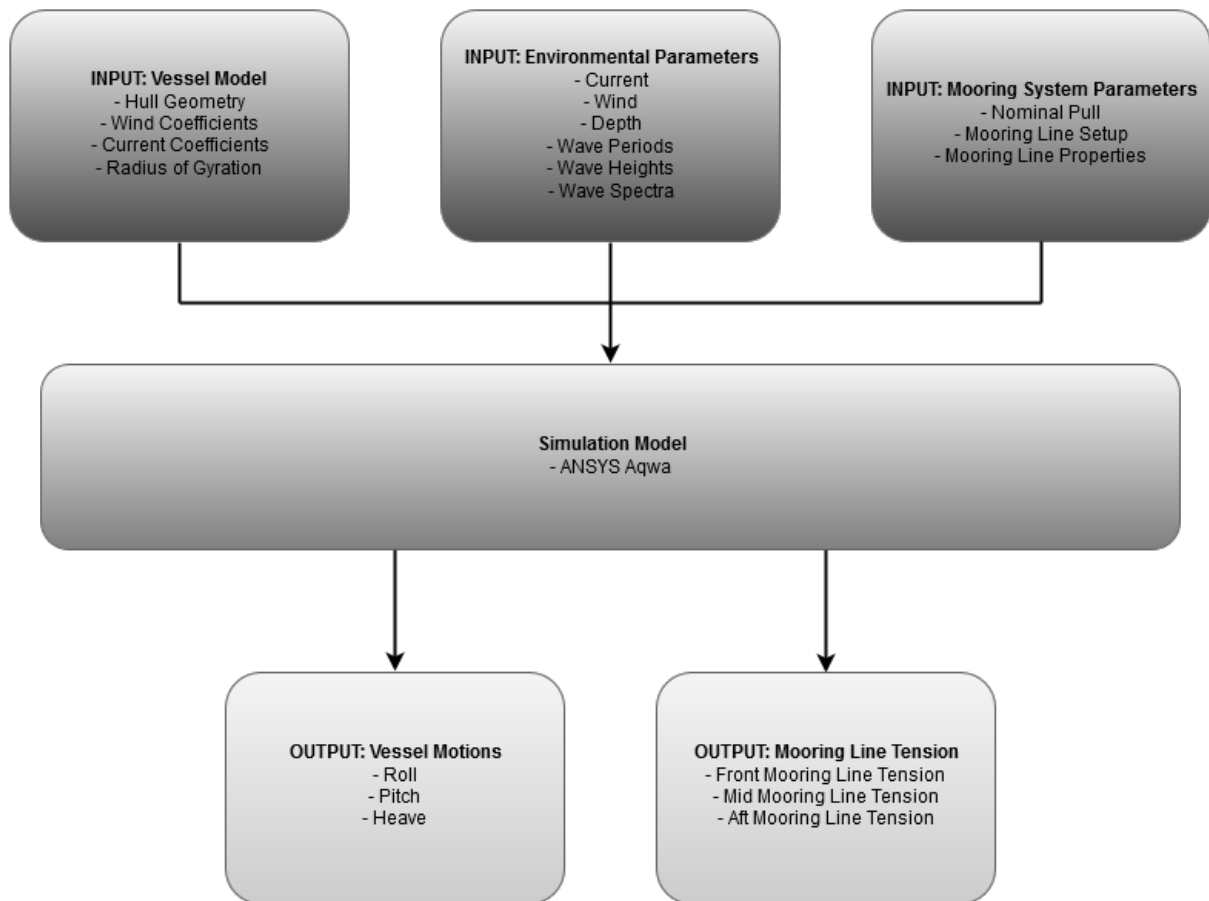 INPUT: Vessel Model
- Hull Geometry
- Wind Coefficients
- Current Coefficients
- Radius of Gyration
INPUT: Environmental Parameters
- Current
- Wind
- Depth
- Wave Periods
- Wave Heights
- Wave Spectra
INPUT: Mooring System Parameters
- Nominal Pull
- Mooring Line Setup
- Mooring Line Properties
Simulation Model
- ANSYS Aqwa
OUTPUT: Vessel Motions
- Roll
- Pitch
- Heave
OUTPUT: Mooring Line Tension
- Front Mooring Line Tension
- Mid Mooring Line Tension
- Aft Mooring Line Tension